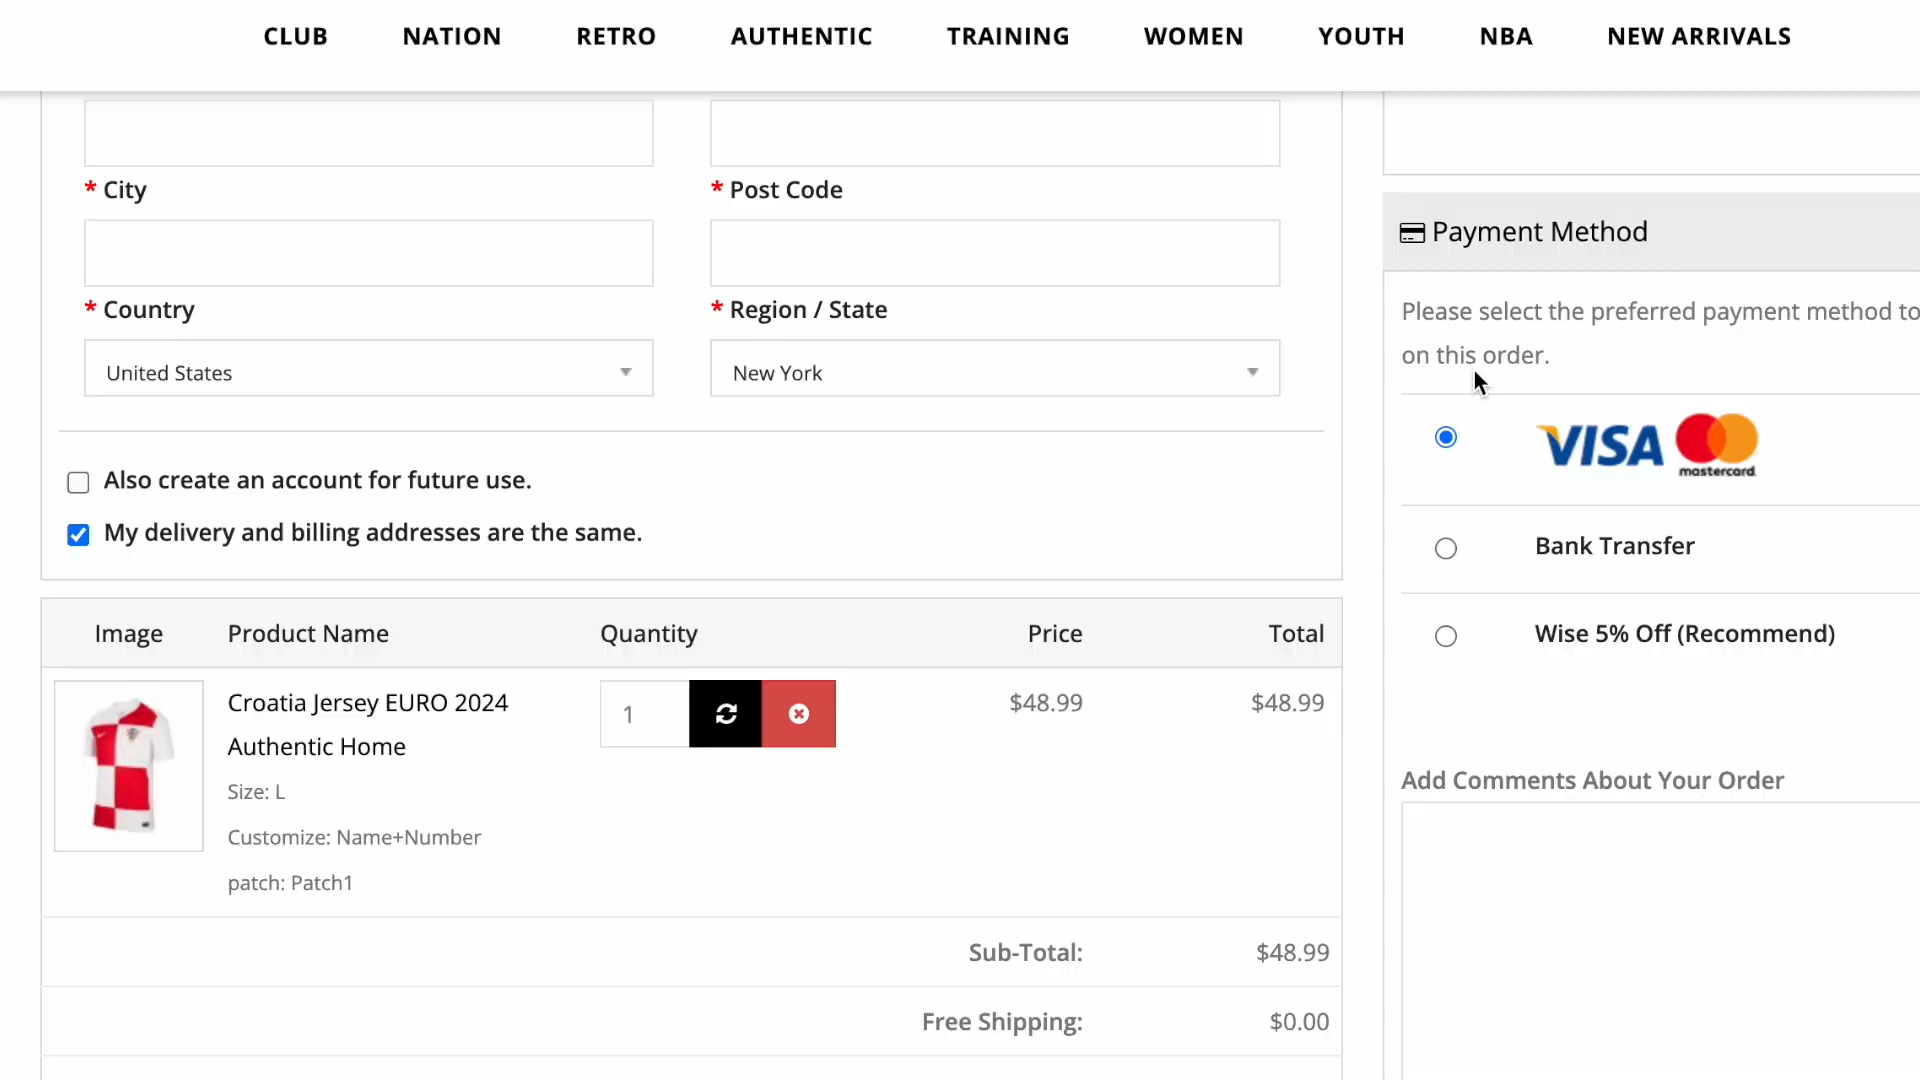 CLUB NATION RETRO AUTHENTIC TRAINING WOMEN YOUTH NBA NEW ARRIVALS
* City
* Post Code
* Country
* Region / State
United States
New York
Also create an account for future use.
My delivery and billing addresses are the same.
Image Product Name Quantity Price Total
Croatia Jersey EURO 2024
Authentic Home
Size: L
Customize: Name+Number
patch: Patch1
1
$48.99
$48.99
Sub-Total: $48.99
Free Shipping: $0.00
Payment Method
Please select the preferred payment method to
on this order.
VISA
mastercard
Bank Transfer
Wise 5% Off (Recommend)
Add Comments About Your Order